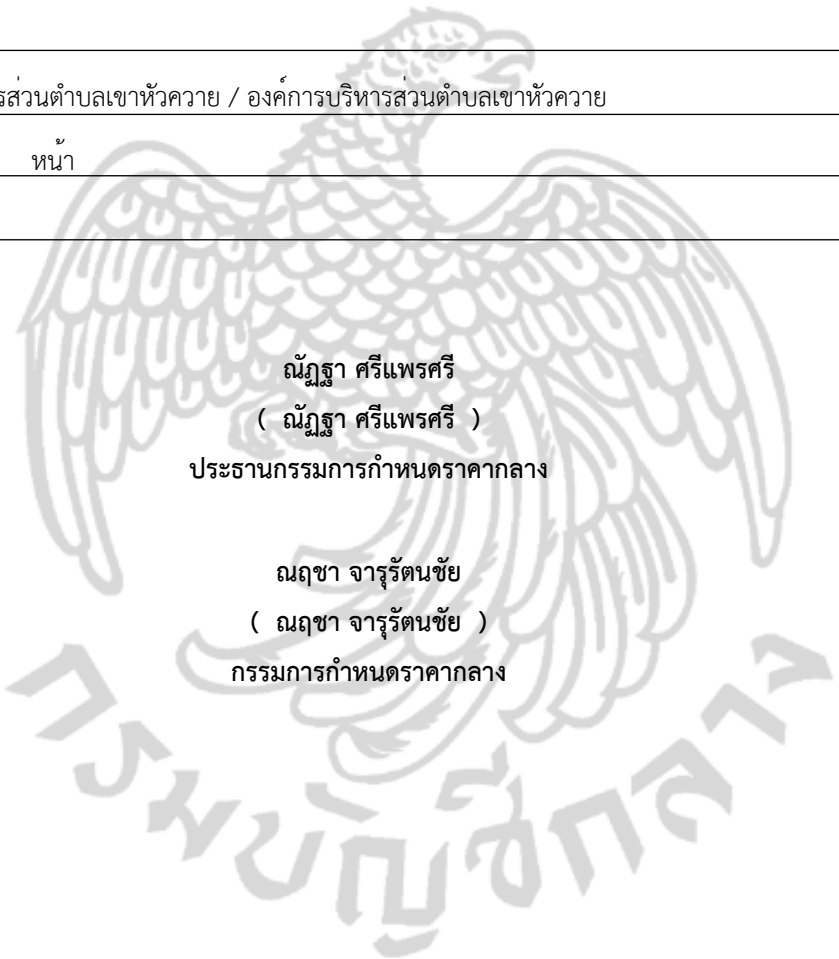 รส่วนตำบลเขาหัวควาย / องค์การบริหารส่วนตำบลเขาหัวควาย
หน้า
ณัฏฐา ศรีแพรศรี
( ณัฏฐา ศรีแพรศรี )
ประธานกรรมการกำหนดราคากลาง
ณฤชา จารุรัตนชัย
( ณฤชา จารุรัตนชัย )
กรรมการกำหนดราคากลาง
กรมบัญชีกลาง